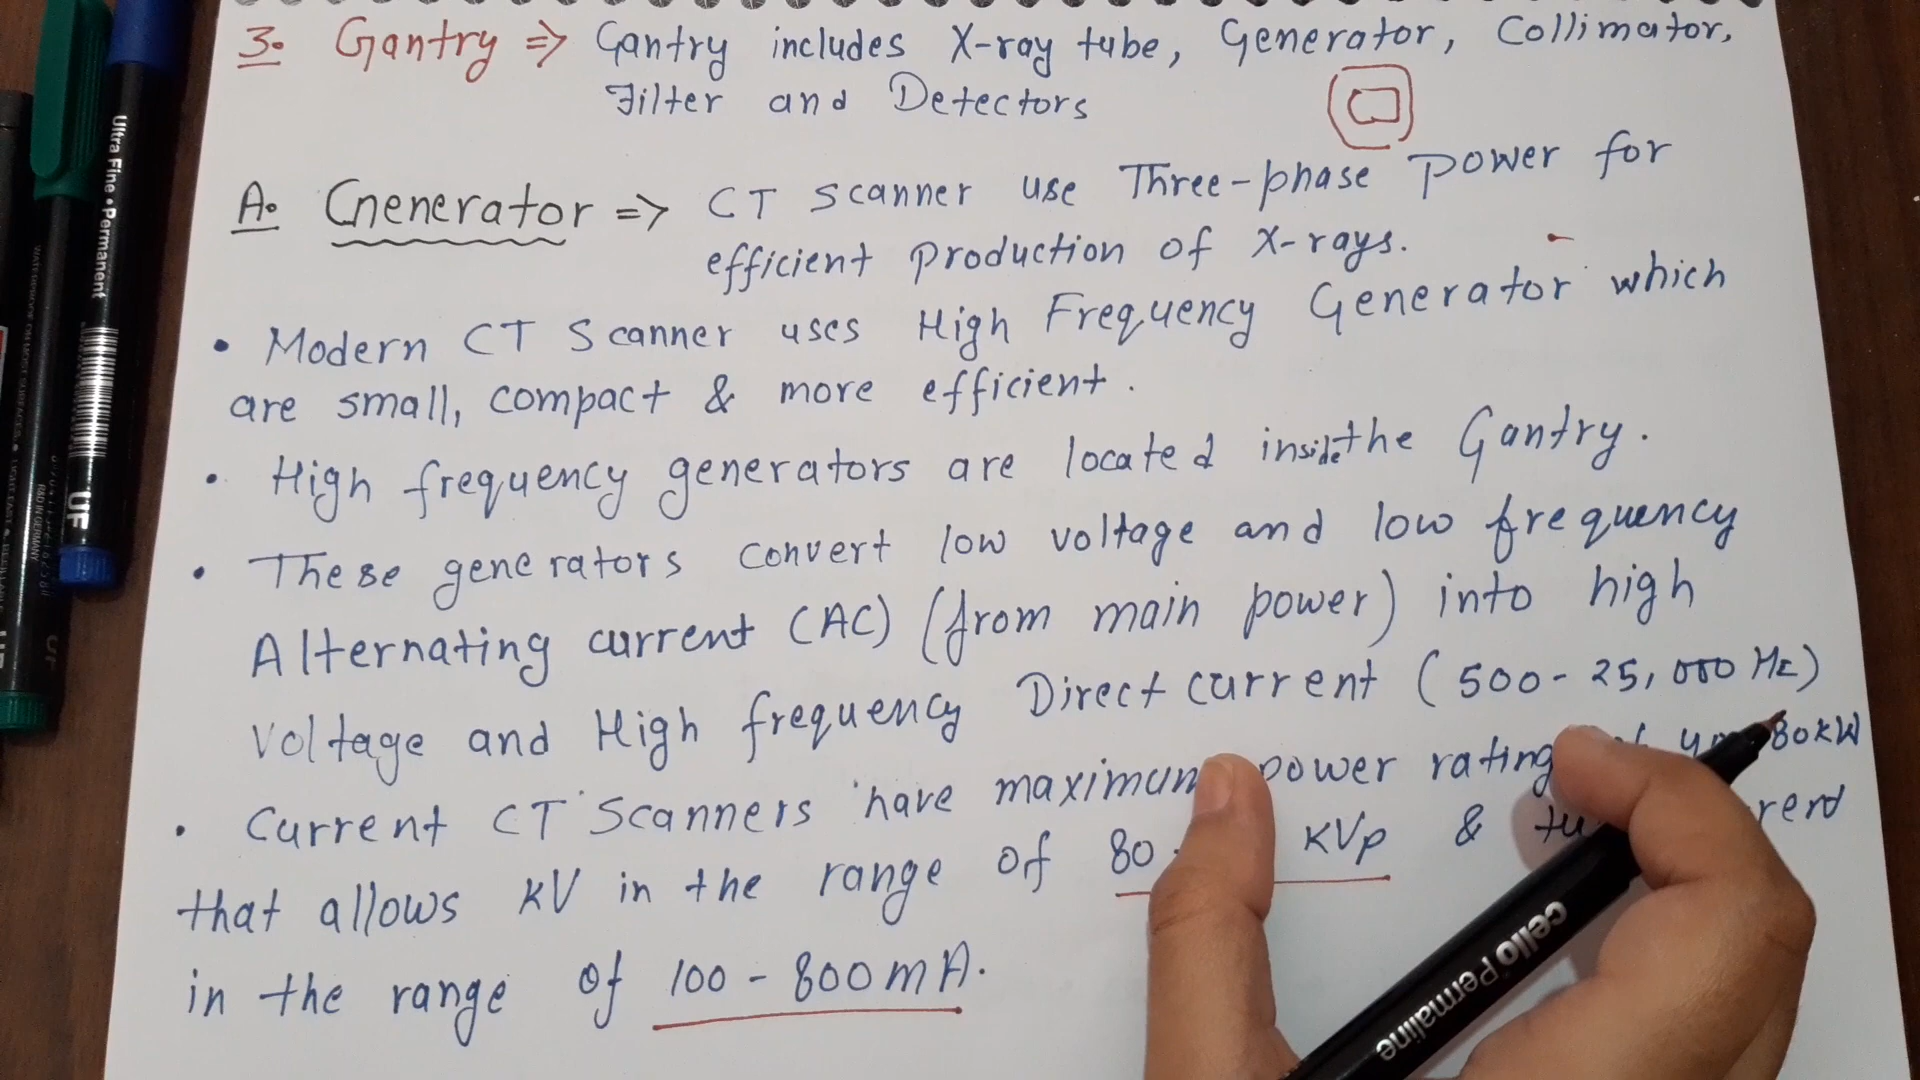 3. Gantry => Gantry includes X-ray tube, Generator, Collimator,
Filter and Detectors
A. Generator => CT Scanner use Three-phase power for
efficient production of X-rays.
• Modern CT Scanner uses High Frequency Generator which
are small, compact & more efficient.
• High frequency generators are located inside the Gantry.
• These generators convert low voltage and low frequency
Alternating current (AC) (from main power) into high
Voltage and High frequency Direct current (500-25,000 Hz)
• Current CT Scanners have maximum power rating 80kW
that allows kV in the range of 80 kVp &
in the range of 100-800mA.
Ultra Fine • Permanent
UF
cello Permaline